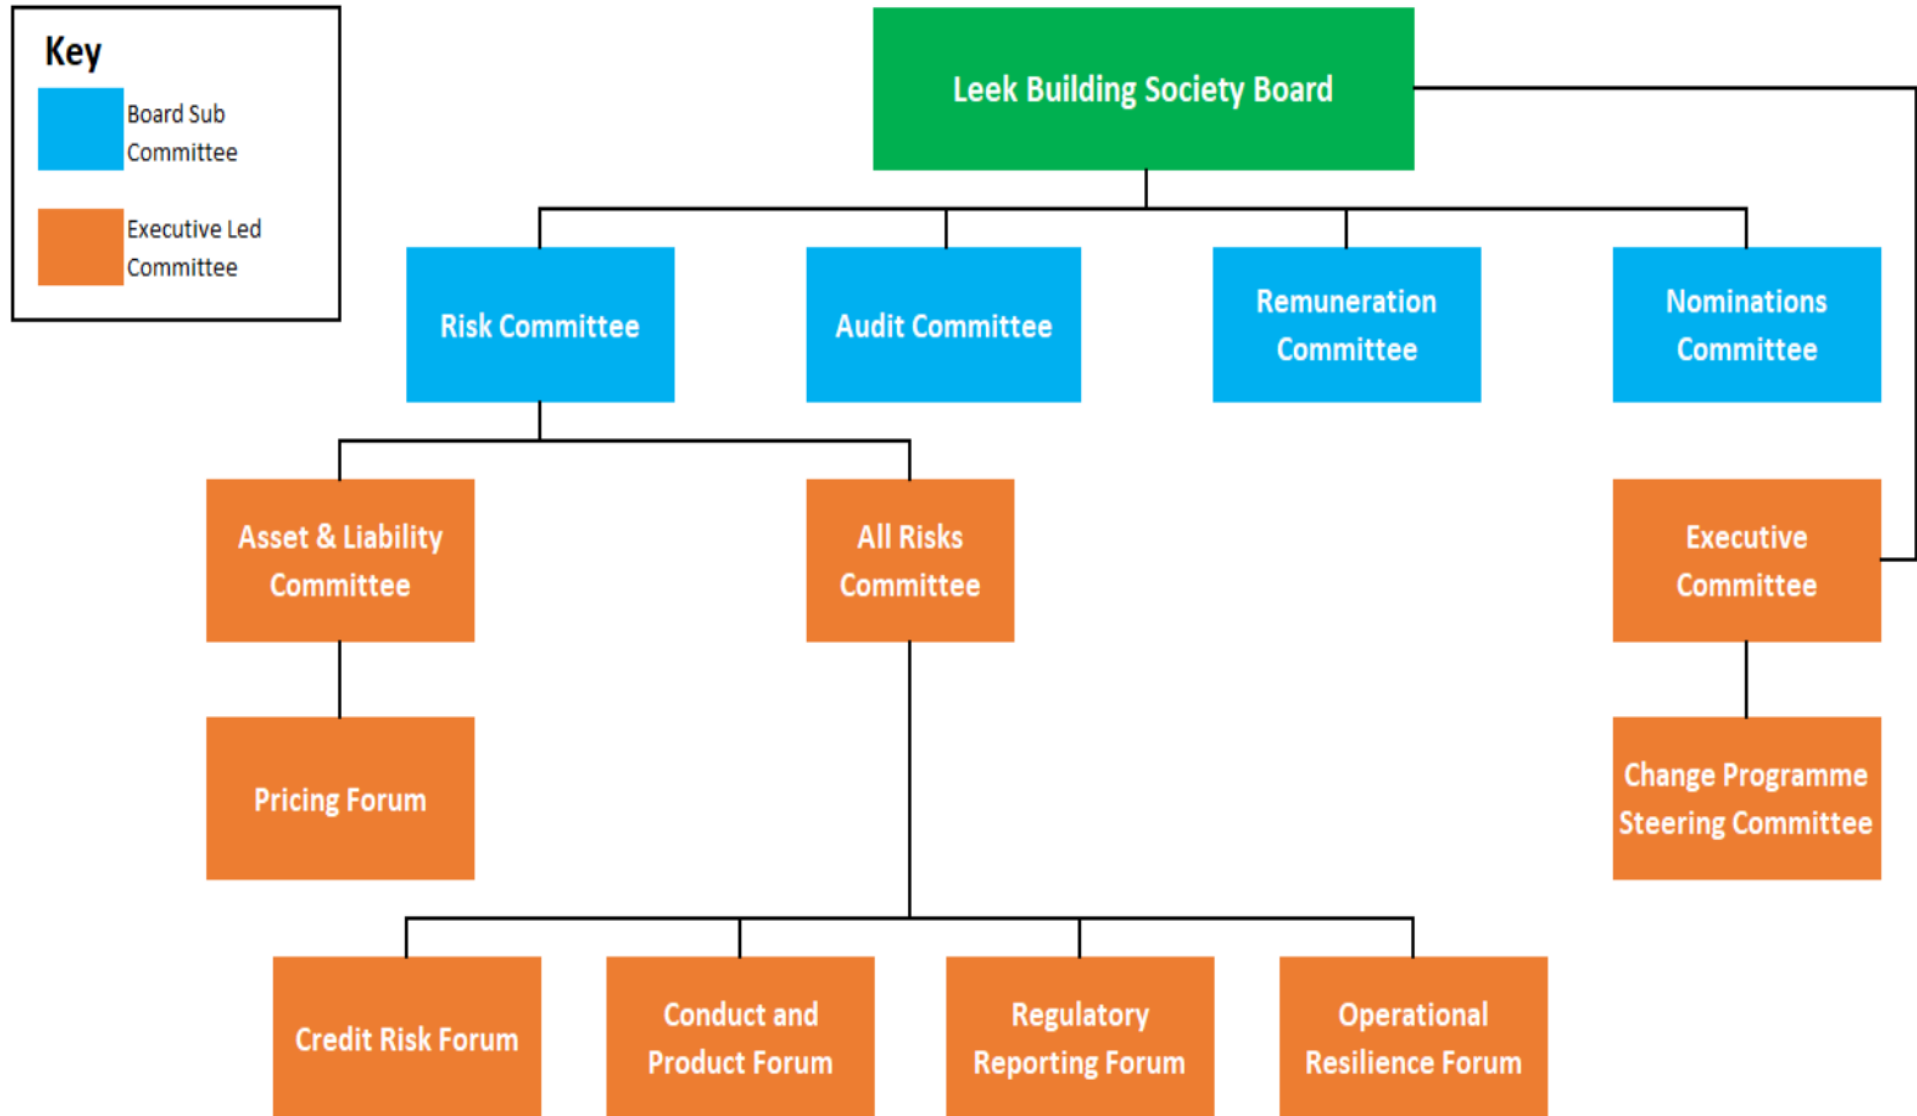 Key
Board Sub
Committee
Executive Led
Committee
Leek Building Society Board
Risk Committee
Audit Committee
Remuneration
Committee
Nominations
Committee
Asset & Liability
Committee
All Risks
Committee
Executive
Committee
Pricing Forum
Change Programme
Steering Committee
Credit Risk Forum
Conduct and
Product Forum
Regulatory
Reporting Forum
Operational
Resilience Forum